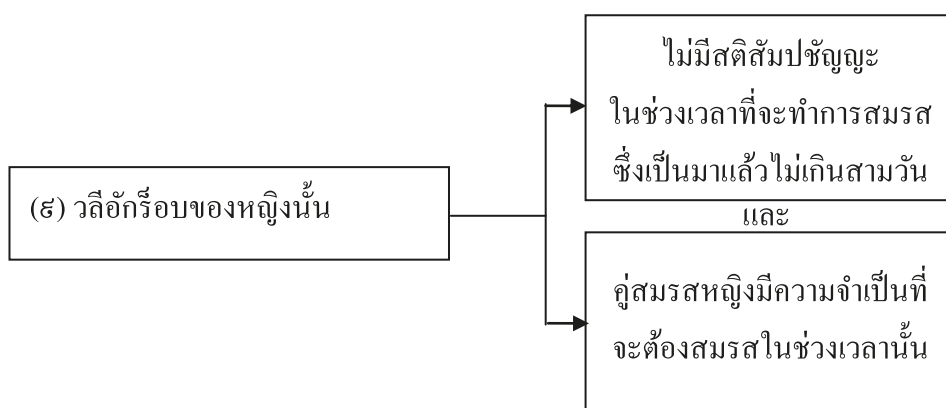 ไม่มีสติสัมปชัญญะ
ในช่วงเวลาที่จะทำการสมรส
ซึ่งเป็นมาแล้วไม่เกินสามวัน
(๙) วลีอักร็อบของหญิงนั้น
และ
คู่สมรสหญิงมีความจำเป็นที่
จะต้องสมรสในช่วงเวลานั้น